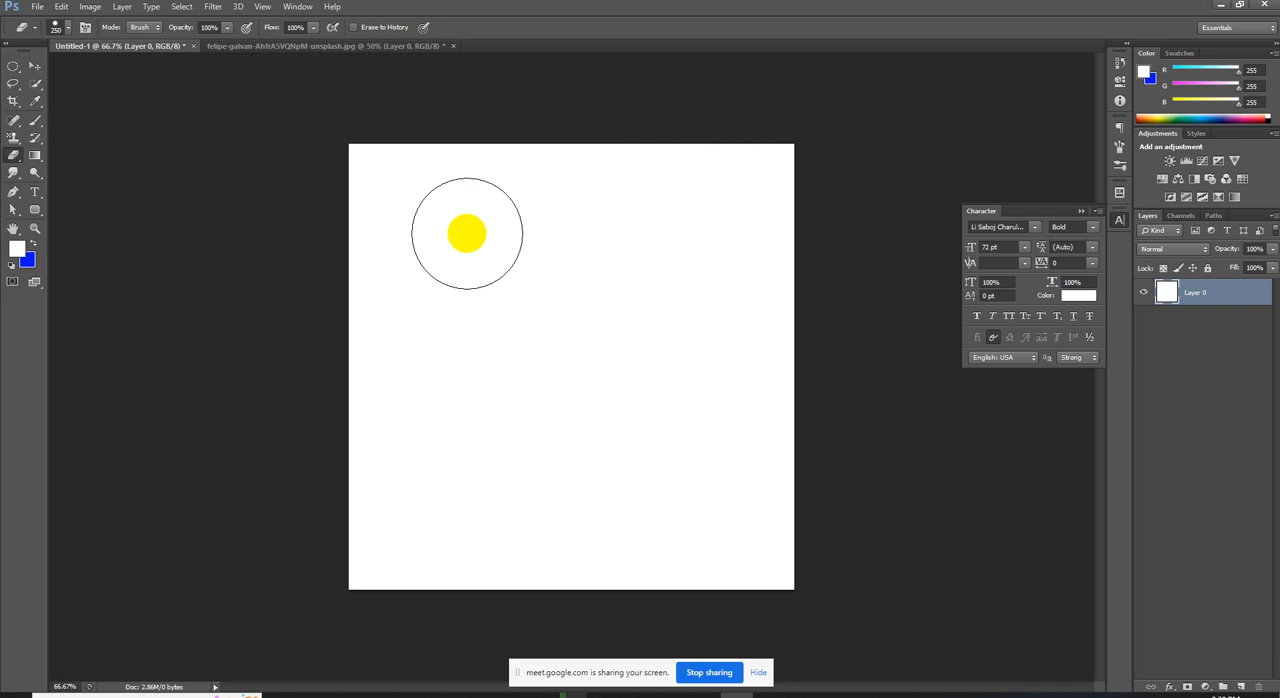 Ps File Edit Image Layer Type Select Filter 3D View Window Help
250 Mode: Brush Opacity: 100% Flow: 100% Erase to History Essentials
Untitled-1 @ 66.7% (Layer 0, RGB/8) * × felipe-galvan-AhfrA5VQNpM-unsplash.jpg @ 50% (Layer 0, RGB/8) * ×
Color Swatches
R 255
G 255
B 255
Adjustments Styles
Add an adjustment
Character
Li Saboj Charul... Bold
72 pt (Auto)
0
100% 100%
0 pt Color:
English: USA Strong
Layers Channels Paths
Kind
Normal Opacity: 100%
Lock: Fill: 100%
Layer 0
meet.google.com is sharing your screen. Stop sharing Hide
66.67% Doc: 2.86M/0 bytes